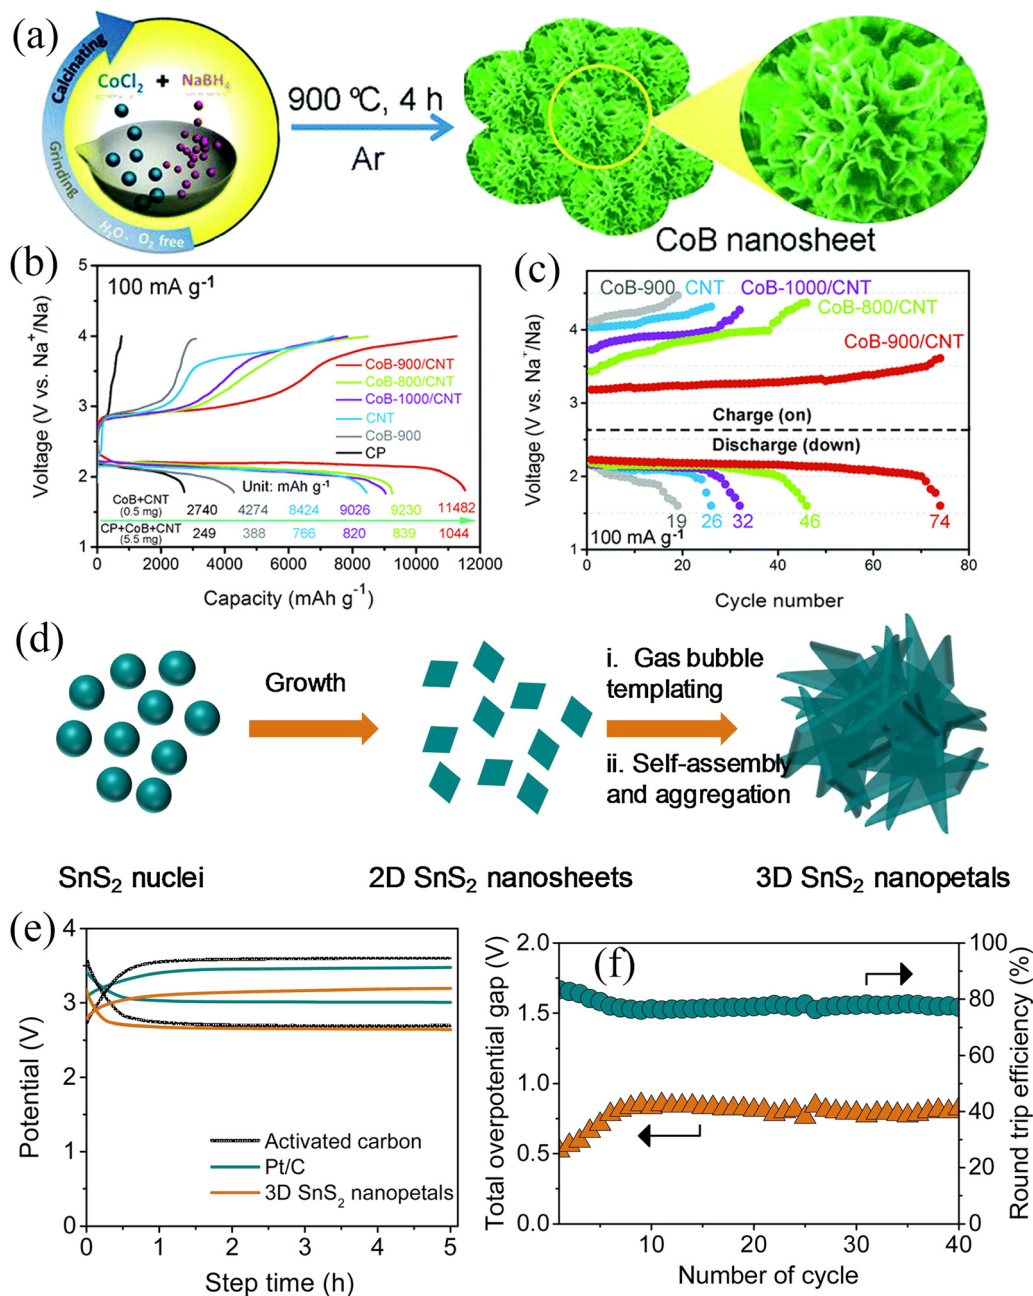 (a)
Calcinating
Grinding
H₂O、O₂ free
CoCl₂ + NaBH₄
900 ºC, 4 h
Ar
CoB nanosheet
(b)
100 mA g⁻¹
Voltage (V vs. Na⁺/Na)
5
4
3
2
1
CoB-900/CNT
CoB-800/CNT
CoB-1000/CNT
CNT
CoB-900
CP
Unit: mAh g⁻¹
CoB+CNT
(0.5 mg)
2740 4274 8424 9026 9230 11482
CP+CoB+CNT
(5.5 mg)
249 388 766 820 839 1044
0 2000 4000 6000 8000 10000 12000
Capacity (mAh g⁻¹)
(c)
Voltage (V vs. Na⁺/Na)
5
4
3
2
1
CoB-900 CNT CoB-1000/CNT
CoB-800/CNT
CoB-900/CNT
Charge (on)
Discharge (down)
19 26 32 46 74
100 mA g⁻¹
0 20 40 60 80
Cycle number
(d)
Growth
i. Gas bubble
templating
ii. Self-assembly
and aggregation
SnS₂ nuclei
2D SnS₂ nanosheets
3D SnS₂ nanopetals
(e)
Potential (V)
4
3
2
1
0
Activated carbon
Pt/C
3D SnS₂ nanopetals
0 1 2 3 4 5
Step time (h)
(f)
Total overpotential gap (V)
2.0
1.5
1.0
0.5
0.0
Round trip efficiency (%)
100
80
60
40
20
0
10 20 30 40
Number of cycle